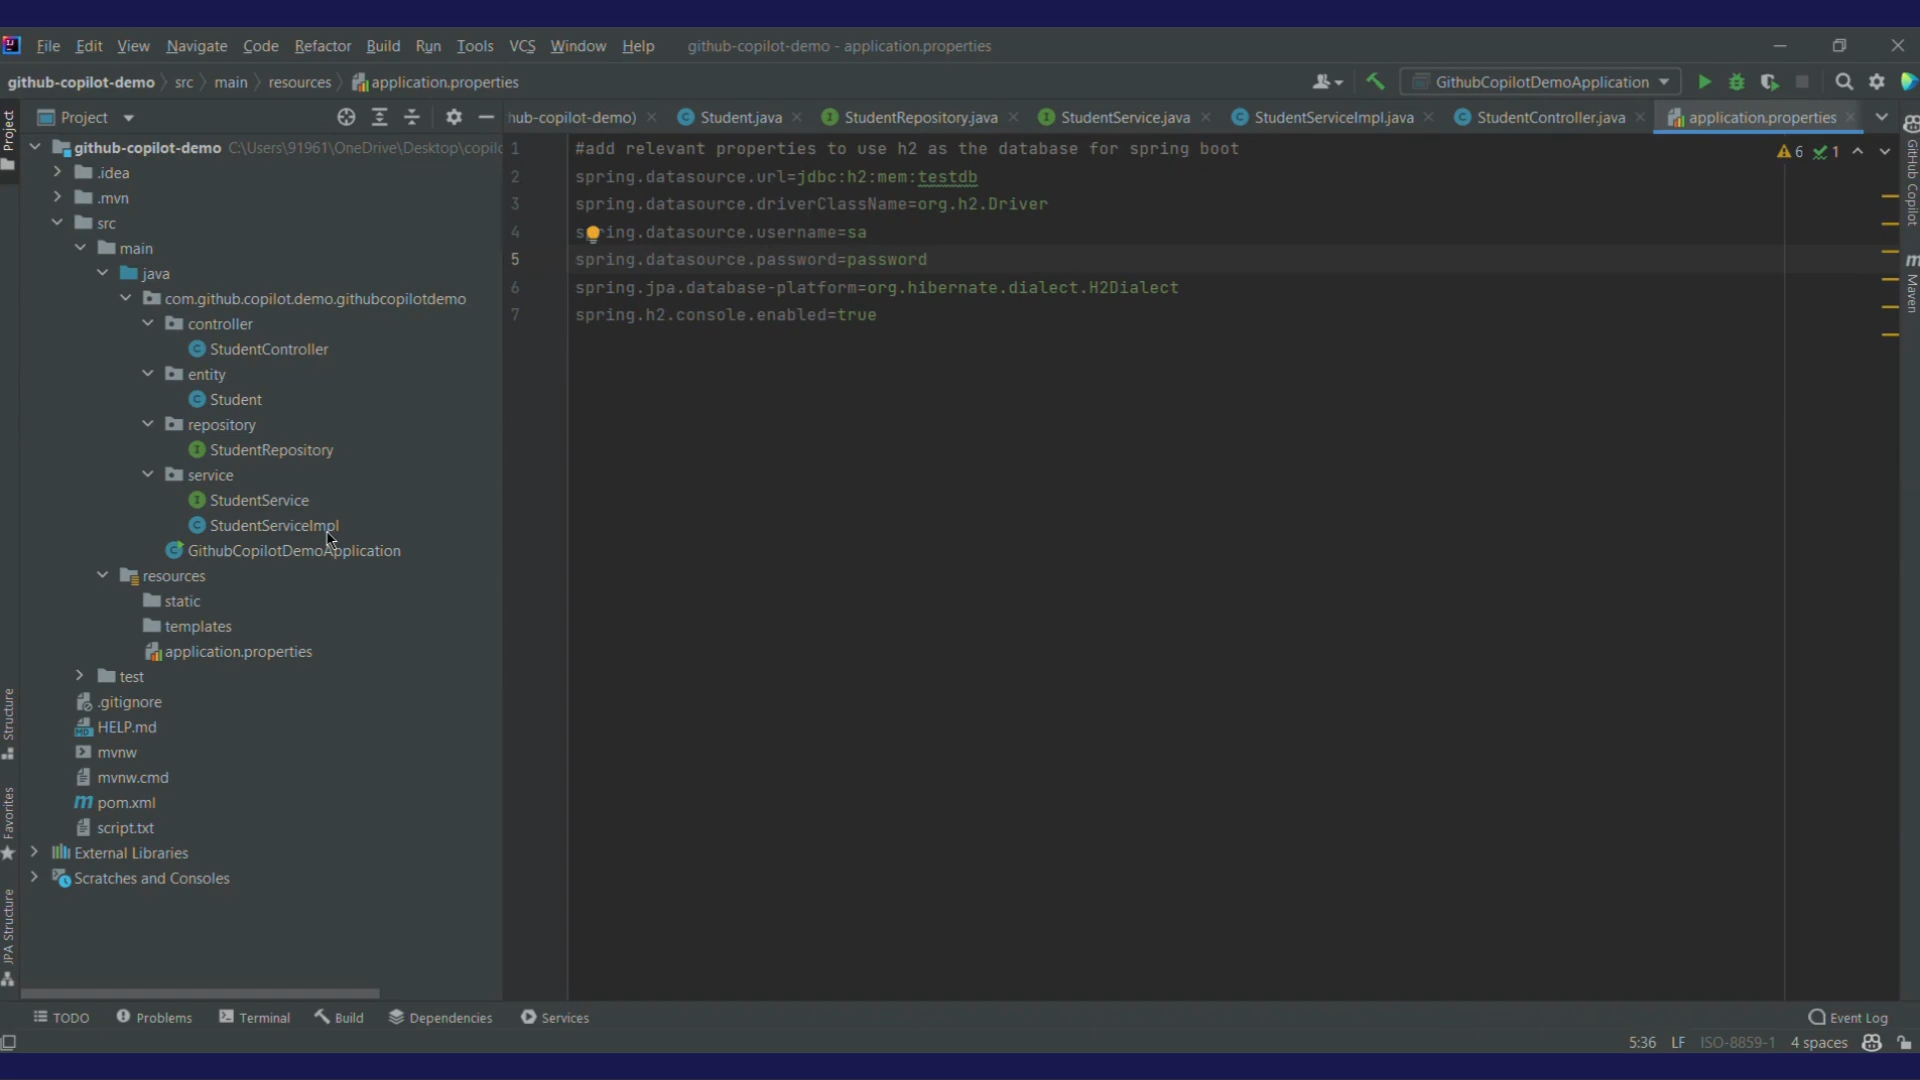 File Edit View Navigate Code Refactor Build Run Tools VCS Window Help github-copilot-demo - application.properties
github-copilot-demo src main resources application.properties GithubCopilotDemoApplication
Project
Project hub-copilot-demo) Student.java StudentRepository.java StudentService.java StudentServiceImpl.java StudentController.java application.properties
github-copilot-demo C:\Users\91961\OneDrive\Desktop\copilo
.idea
.mvn
src
main
java
com.github.copilot.demo.githubcopilotdemo
controller
StudentController
entity
Student
repository
StudentRepository
service
StudentService
StudentServiceImpl
GithubCopilotDemoApplication
resources
static
templates
application.properties
test
.gitignore
HELP.md
mvnw
mvnw.cmd
pom.xml
script.txt
External Libraries
Scratches and Consoles
1 #add relevant properties to use h2 as the database for spring boot
2 spring.datasource.url=jdbc:h2:mem:testdb
3 spring.datasource.driverClassName=org.h2.Driver
4 spring.datasource.username=sa
5 spring.datasource.password=password
6 spring.jpa.database-platform=org.hibernate.dialect.H2Dialect
7 spring.h2.console.enabled=true
6 1
GitHub Copilot
Maven
Structure
Favorites
JPA Structure
TODO Problems Terminal Build Dependencies Services Event Log
5:36 LF ISO-8859-1 4 spaces